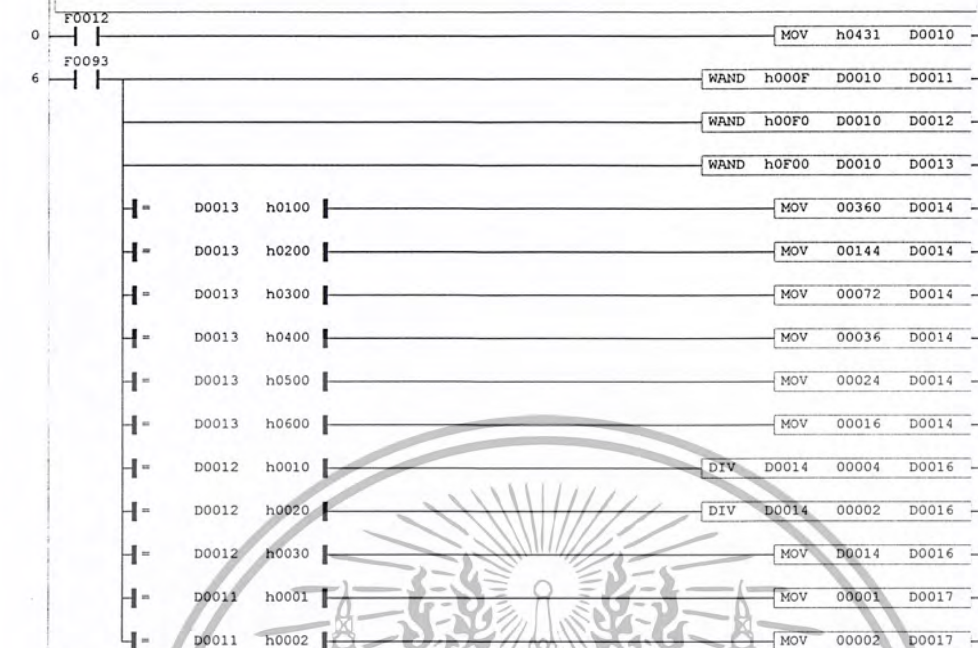 F0012
0 MOV h0431 D0010
F0093
6 WAND h000F D0010 D0011
WAND h00F0 D0010 D0012
WAND h0F00 D0010 D0013
= D0013 h0100 MOV 00360 D0014
= D0013 h0200 MOV 00144 D0014
= D0013 h0300 MOV 00072 D0014
= D0013 h0400 MOV 00036 D0014
= D0013 h0500 MOV 00024 D0014
= D0013 h0600 MOV 00016 D0014
= D0012 h0010 DIV D0014 00004 D0016
= D0012 h0020 DIV D0014 00002 D0016
= D0012 h0030 MOV D0014 D0016
= D0011 h0001 MOV 00001 D0017
= D0011 h0002 MOV 00002 D0017